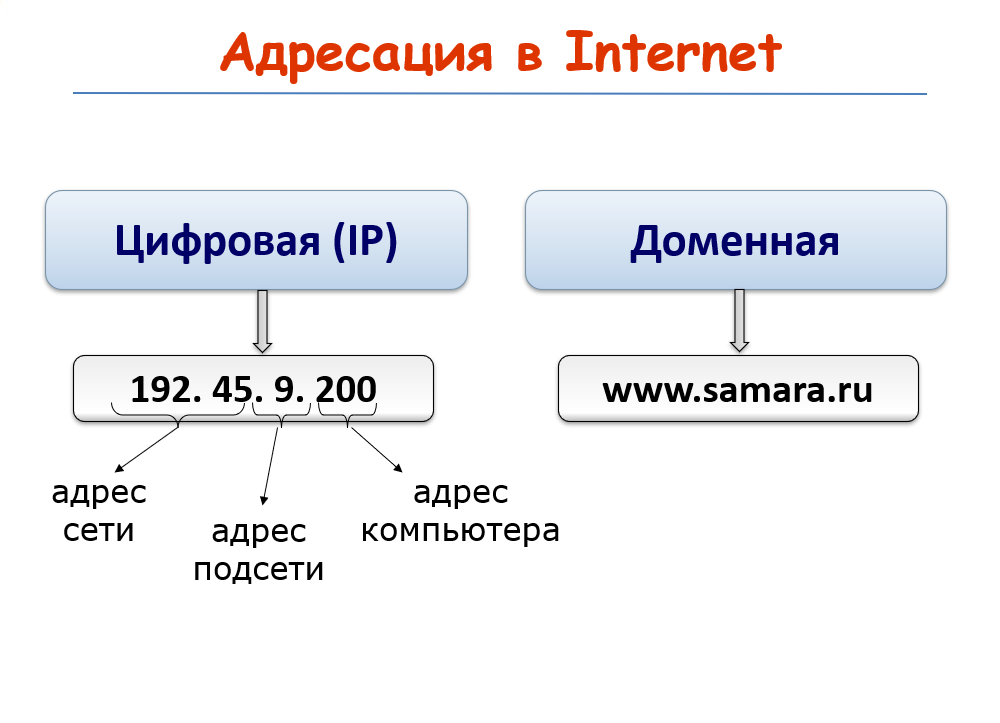 Адресация в Internet
Цифровая (IP)
Доменная
192. 45. 9. 200
www.samara.ru
адрес
сети
адрес
подсети
адрес
компьютера